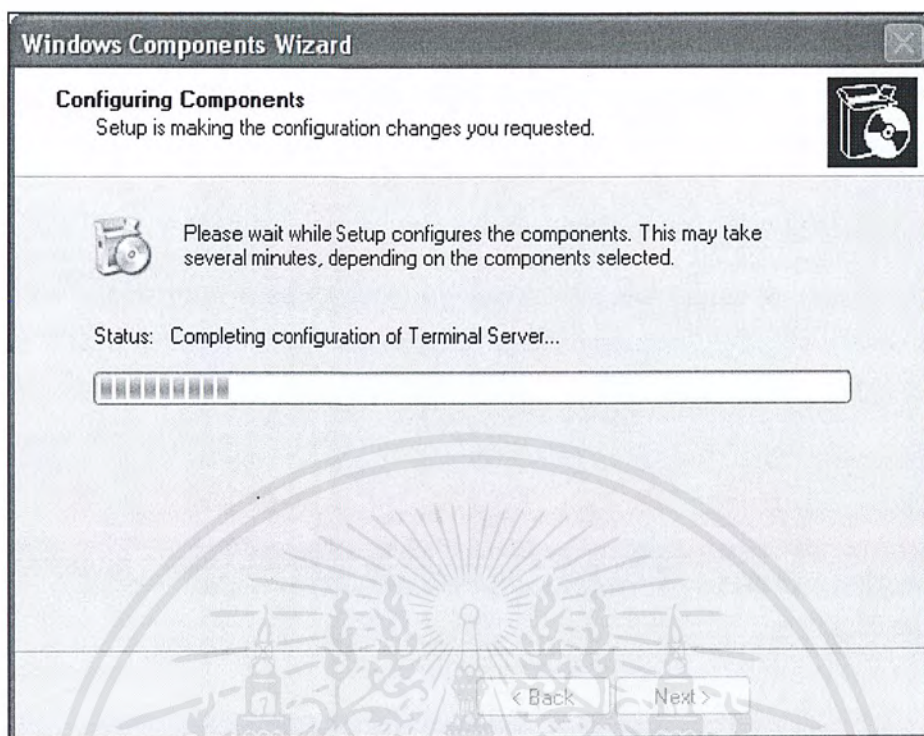 Windows Components Wizard
Configuring Components
Setup is making the configuration changes you requested.
Please wait while Setup configures the components. This may take
several minutes, depending on the components selected.
Status: Completing configuration of Terminal Server...
< Back Next >